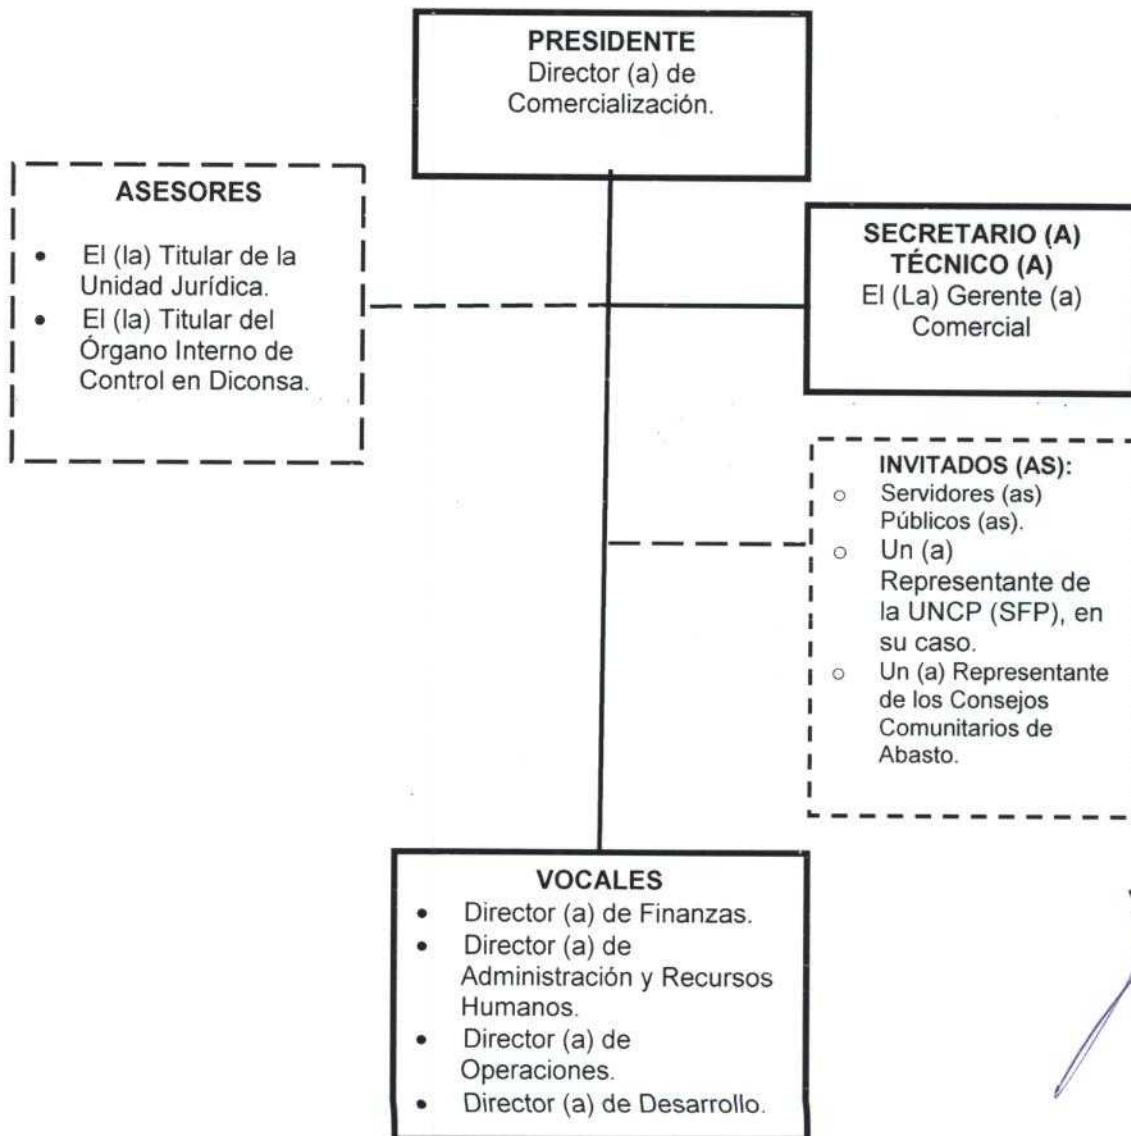 PRESIDENTE
Director (a) de
Comercialización.
ASESORES
• El (la) Titular de la
Unidad Jurídica.
• El (la) Titular del
Órgano Interno de
Control en Diconsa.
SECRETARIO (A)
TÉCNICO (A)
El (La) Gerente (a)
Comercial
INVITADOS (AS):
○ Servidores (as)
Públicos (as).
○ Un (a)
Representante de
la UNCP (SFP), en
su caso.
○ Un (a) Representante
de los Consejos
Comunitarios de
Abasto.
VOCALES
• Director (a) de Finanzas.
• Director (a) de
Administración y Recursos
Humanos.
• Director (a) de
Operaciones.
• Director (a) de Desarrollo.